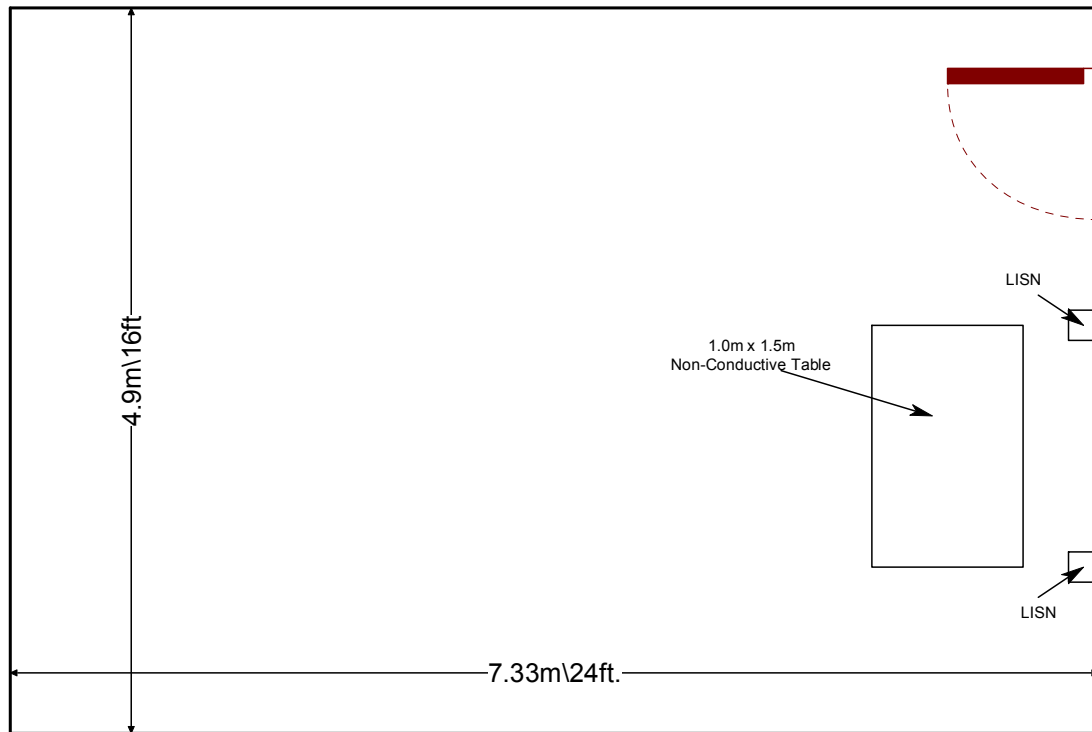 LISN
4.9m\16ft
1.0m x 1.5m
Non-Conductive Table
LISN
7.33m\24ft.